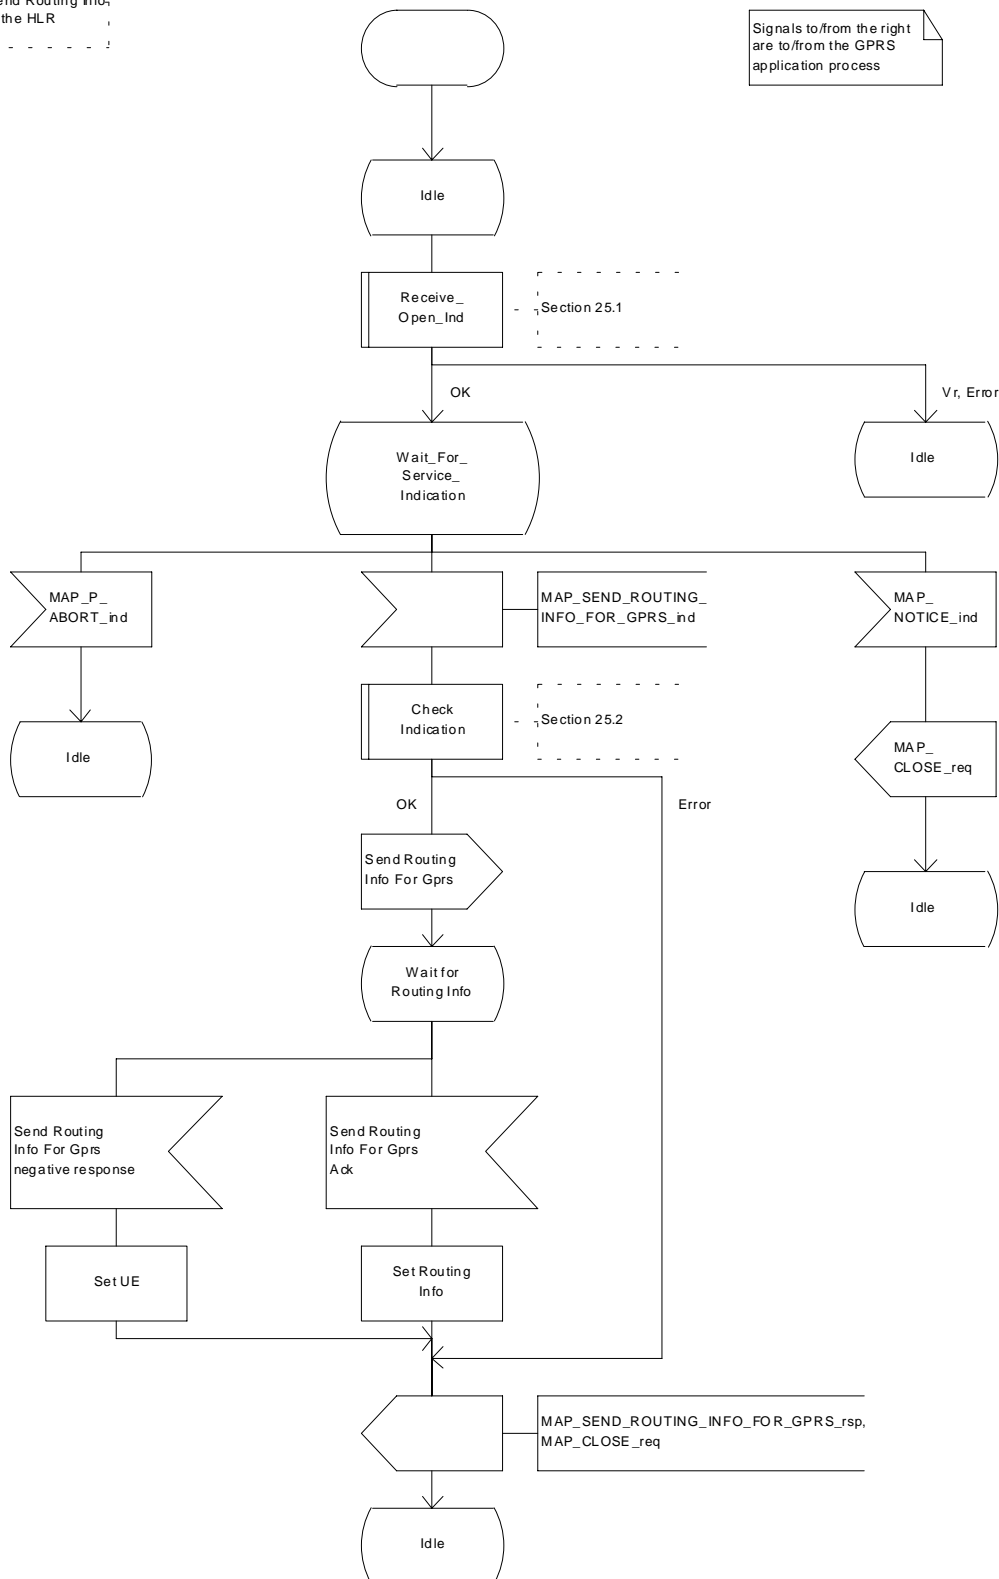 Send Routing Info
the HLR
Signals to/from the right
are to/from the GPRS
application process
Idle
Receive_
Open_Ind
Section 25.1
OK
Vr, Error
Wait_For_
Service_
Indication
Idle
MAP_P_
ABORT_ind
MAP_SEND_ROUTING_
INFO_FOR_GPRS_ind
MAP_
NOTICE_ind
Check
Indication
Section 25.2
Idle
MAP_
CLOSE_req
OK
Error
Send Routing
Info For Gprs
Idle
Wait for
Routing Info
Send Routing
Info For Gprs
negative response
Send Routing
Info For Gprs
Ack
Set UE
Set Routing
Info
MAP_SEND_ROUTING_INFO_FOR_GPRS_rsp,
MAP_CLOSE_req
Idle